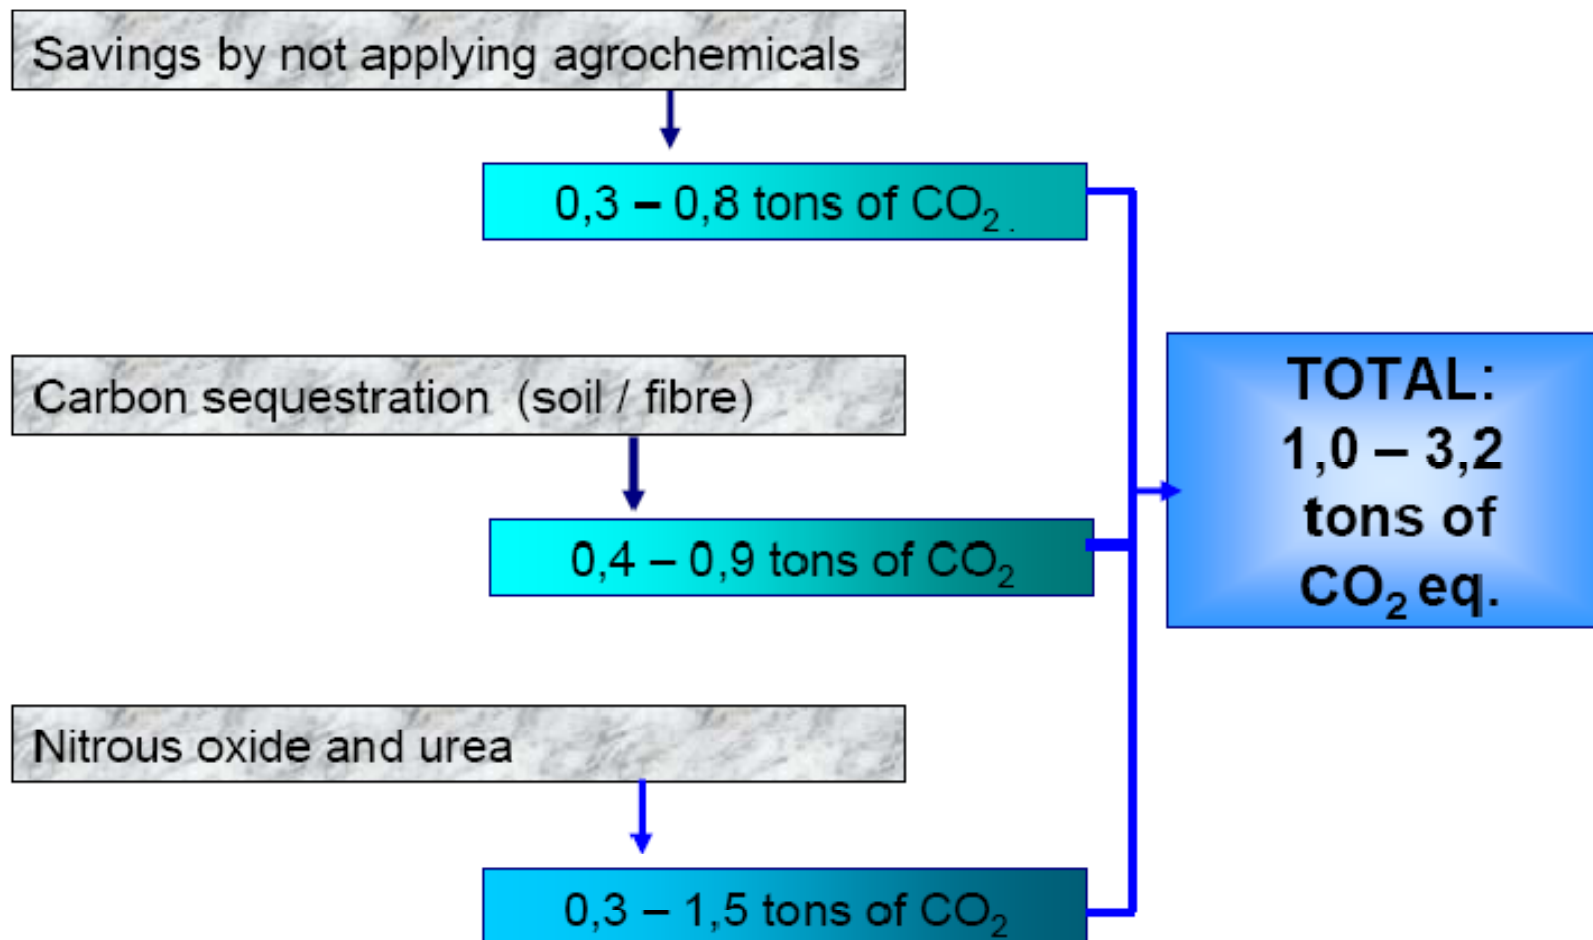 Savings by not applying agrochemicals
0,3 – 0,8 tons of CO₂.
Carbon sequestration (soil / fibre)
0,4 – 0,9 tons of CO₂
Nitrous oxide and urea
0,3 – 1,5 tons of CO₂
TOTAL:
1,0 – 3,2
tons of
CO₂ eq.